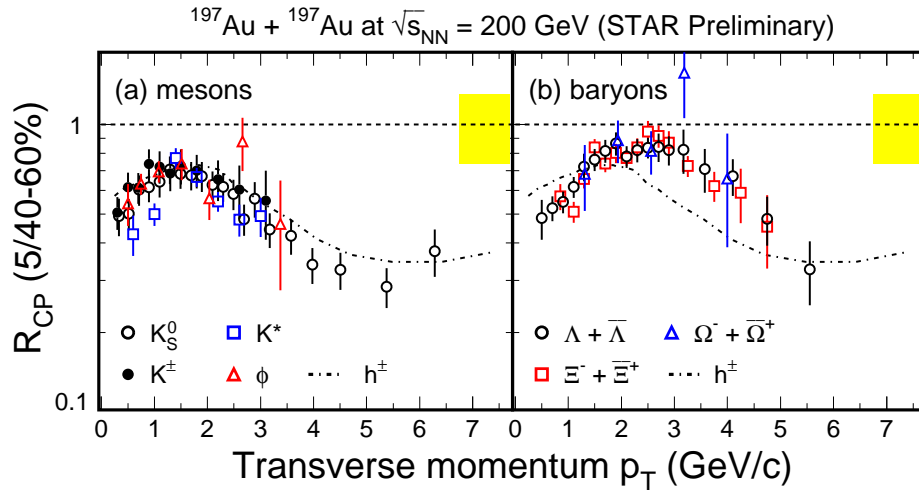 ¹⁹⁷Au + ¹⁹⁷Au at √s_NN = 200 GeV (STAR Preliminary)
(a) mesons
(b) baryons
R_CP (5/40-60%)
1
0.1
K⁰_S
K*
K±
ϕ
h±
Λ + Λ̅
Ω⁻ + Ω̅⁺
Ξ⁻ + Ξ̅⁺
h±
0 1 2 3 4 5 6 7
0 1 2 3 4 5 6 7
Transverse momentum p_T (GeV/c)